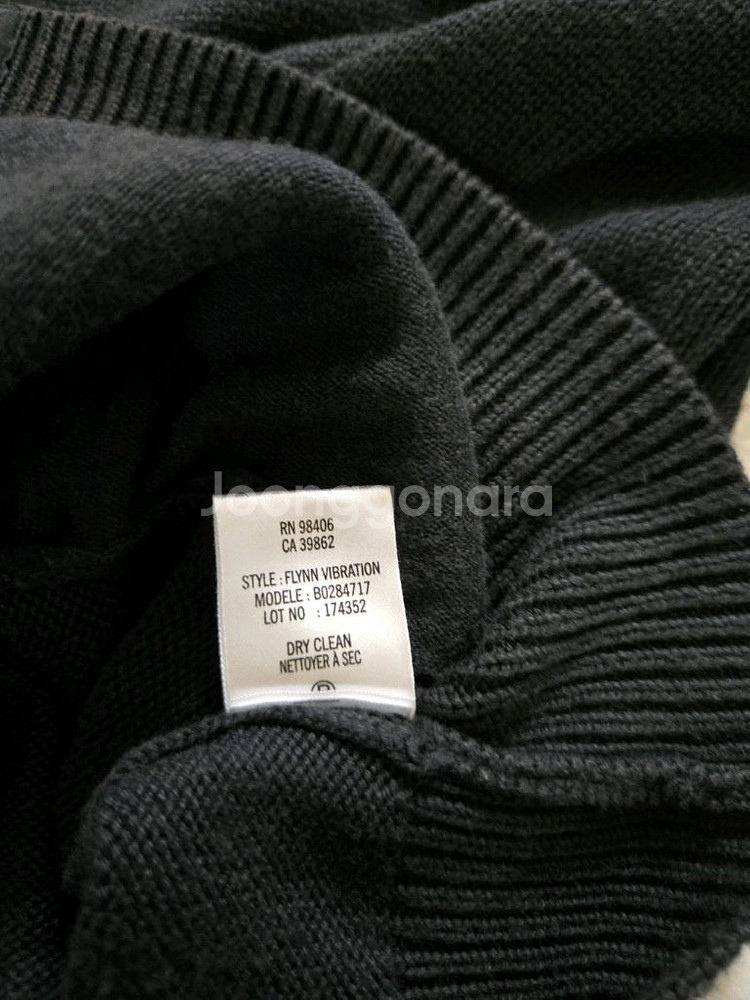 Joonggonara
RN 98406
CA 39862
STYLE : FLYNN VIBRATION
MODELE : B0284717
LOT NO : 174352
DRY CLEAN
NETTOYER À SEC
P